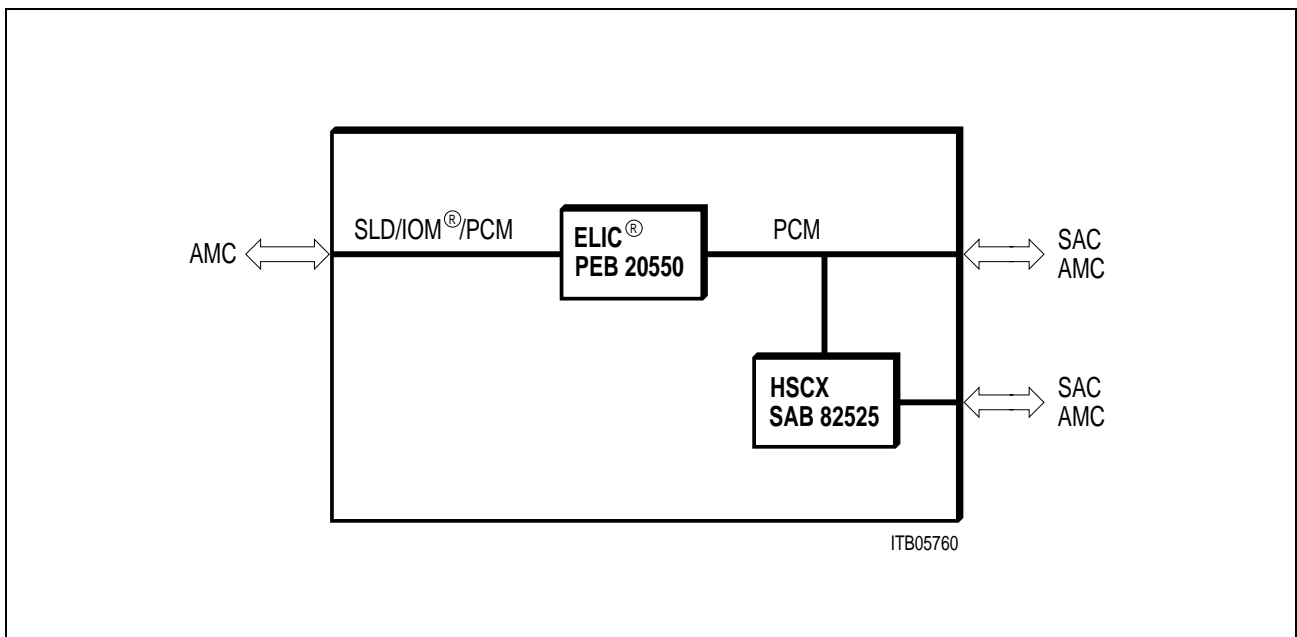 SLD/IOM®/PCM
PCM
AMC
ELIC®
PEB 20550
SAC
AMC
HSCX
SAB 82525
SAC
AMC
ITB05760